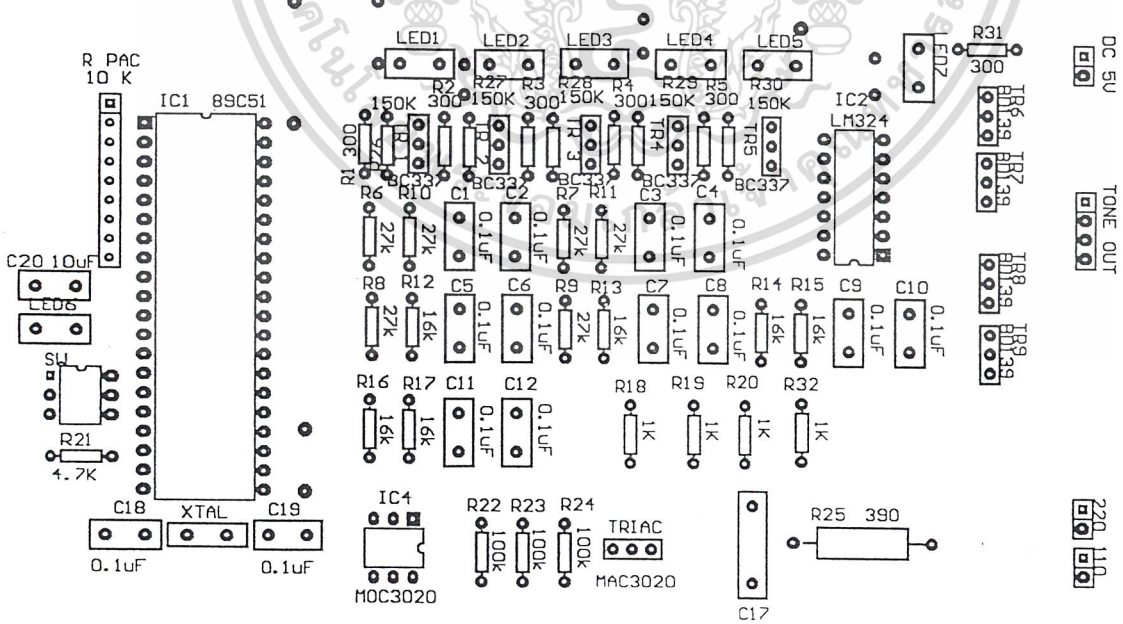 LED1 LED2 LED3 LED4 LED5
R31
300
LED7
DC 5V
R PAC
10 K
R2 R27 R3 R28 R4 R29 R5 R30
150K 300 150K 300 150K 300 150K 300 150K
IC1 89C51
IC2
LM324
TR6
BD139
TR7
BD139
300
R1
R26
TR1 TR2 TR3 TR4 TR5
BC337 BC337 BC337 BC337 BC337
R6 R10 C1 C2 R7 R11 C3 C4
27k 27k 0.1uF 0.1uF 27k 27k 0.1uF 0.1uF
TONE OUT
C20 10uF
LED6
TR8
BD139
R8 R12 C5 C6 R9 R13 C7 C8 R14 R15 C9 C10
27k 16k 0.1uF 0.1uF 27k 16k 0.1uF 0.1uF 16k 16k 0.1uF 0.1uF
TR9
BD139
SW
R16 R17 C11 C12 R18 R19 R20 R32
16k 16k 0.1uF 0.1uF 1K 1K 1K 1K
R21
4.7K
C18 XTAL C19
0.1uF 0.1uF
IC4
MOC3020
R22 R23 R24
100k 100k 100k
TRIAC
MAC3020
R25 390
C17
220
110